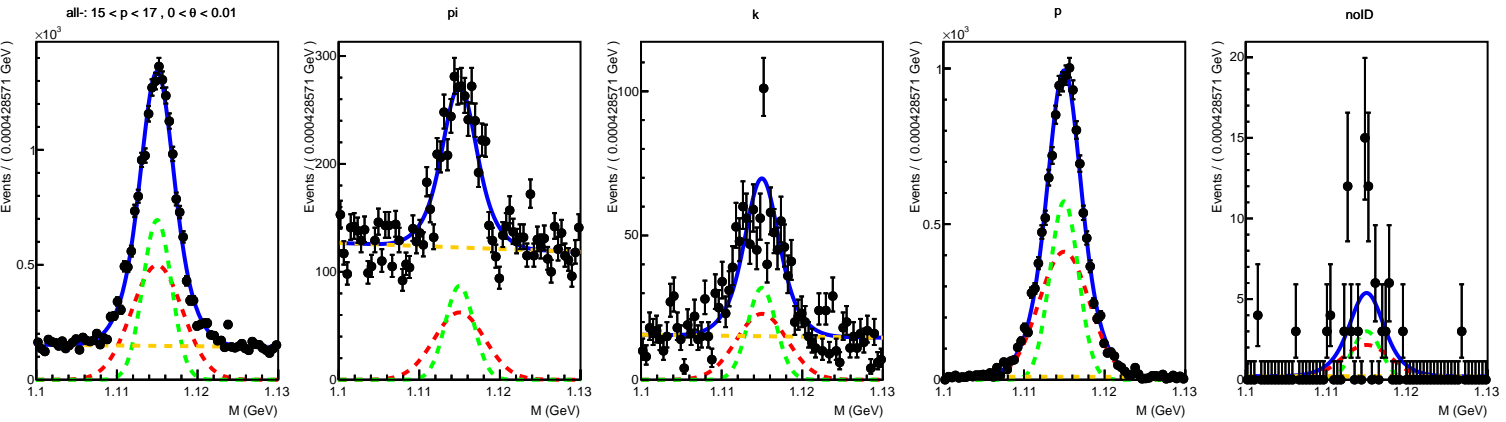 all-: 15 < p < 17 , 0 < θ < 0.01
×10³
Events / ( 0.000428571 GeV )
1
0.5
0
1.1 1.11 1.12 1.13
M (GeV)
pi
Events / ( 0.000428571 GeV )
300
200
100
0
1.1 1.11 1.12 1.13
M (GeV)
k
Events / ( 0.000428571 GeV )
100
50
0
1.1 1.11 1.12 1.13
M (GeV)
p
×10³
Events / ( 0.000428571 GeV )
1
0.5
0
1.1 1.11 1.12 1.13
M (GeV)
noID
Events / ( 0.000428571 GeV )
20
15
10
5
0
1.1 1.11 1.12 1.13
M (GeV)